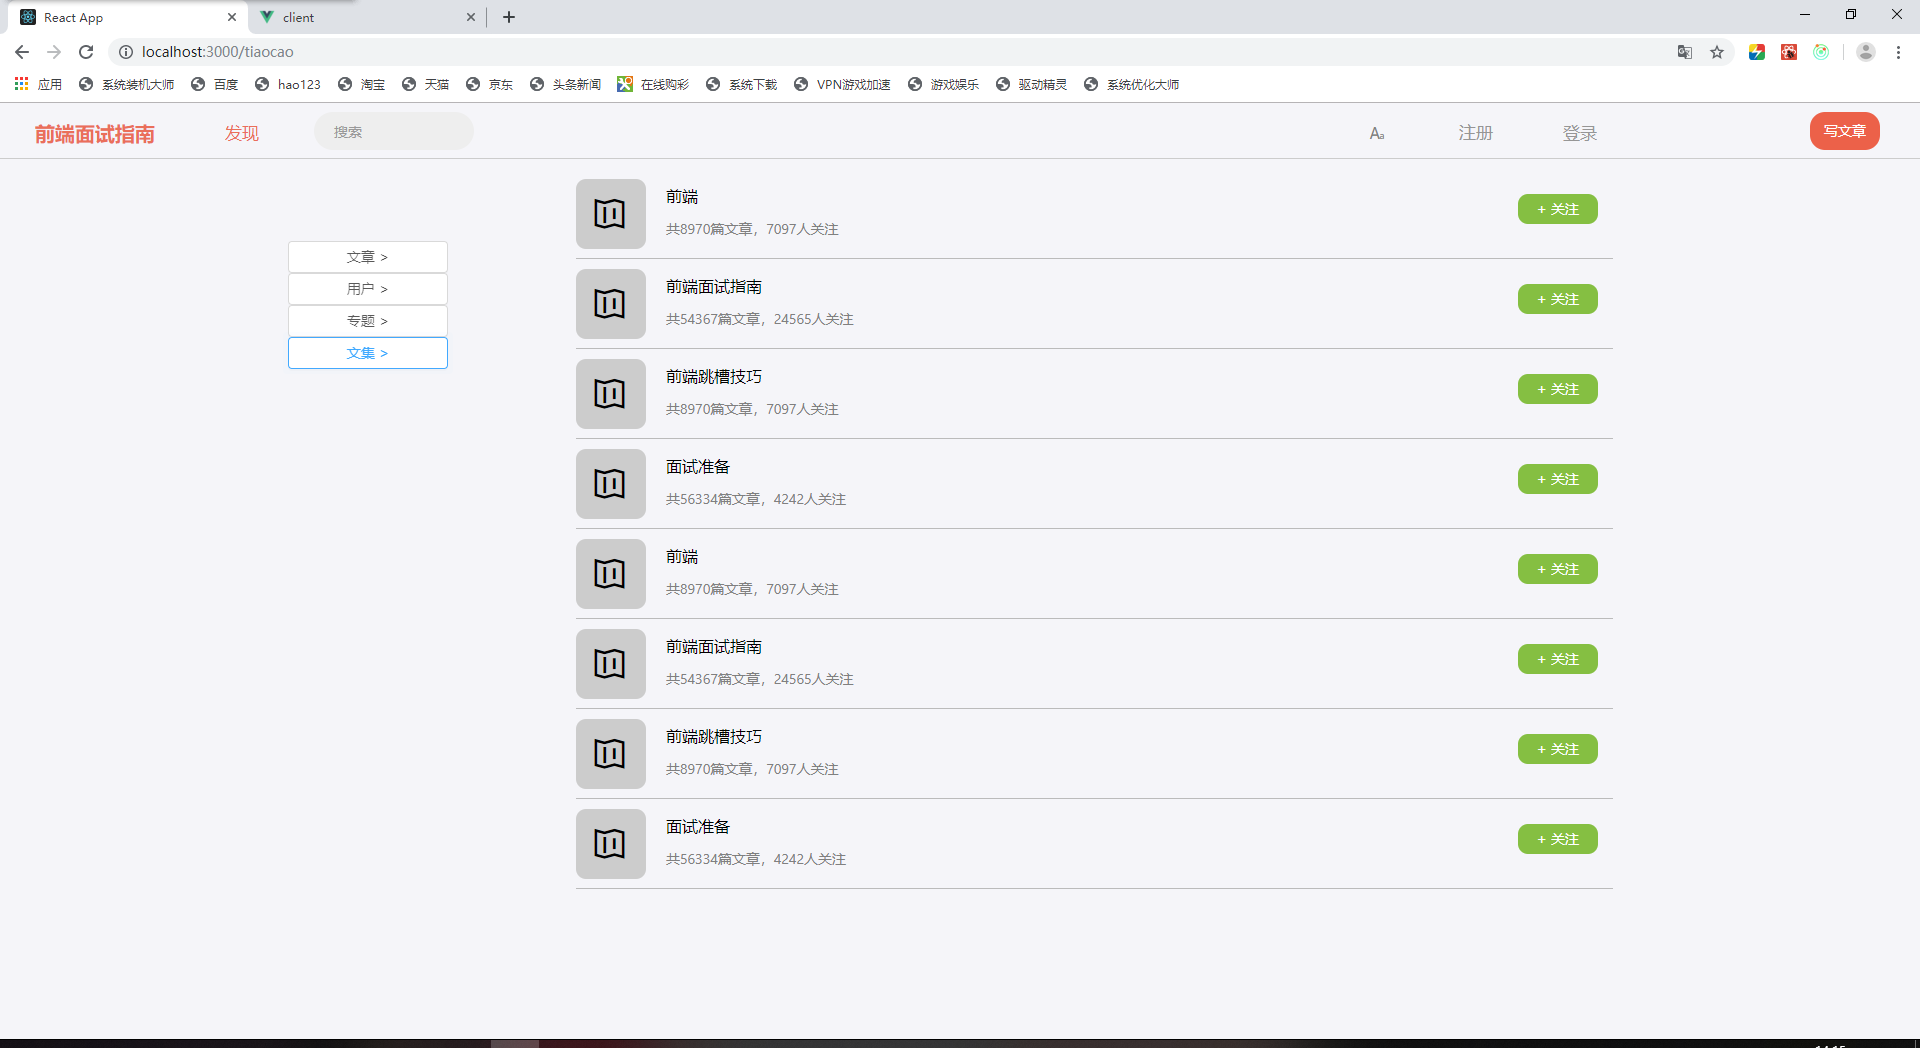 React App
client
localhost:3000/tiaocao
应用 系统装机大师 百度 hao123 淘宝 天猫 京东 头条新闻 在线购彩 系统下载 VPN游戏加速 游戏娱乐 驱动精灵 系统优化大师
前端面试指南 发现 搜索 Aa 注册 登录 写文章
文章 >
用户 >
专题 >
文集 >
前端
共8970篇文章，7097人关注
+ 关注
前端面试指南
共54367篇文章，24565人关注
+ 关注
前端跳槽技巧
共8970篇文章，7097人关注
+ 关注
面试准备
共56334篇文章，4242人关注
+ 关注
前端
共8970篇文章，7097人关注
+ 关注
前端面试指南
共54367篇文章，24565人关注
+ 关注
前端跳槽技巧
共8970篇文章，7097人关注
+ 关注
面试准备
共56334篇文章，4242人关注
+ 关注